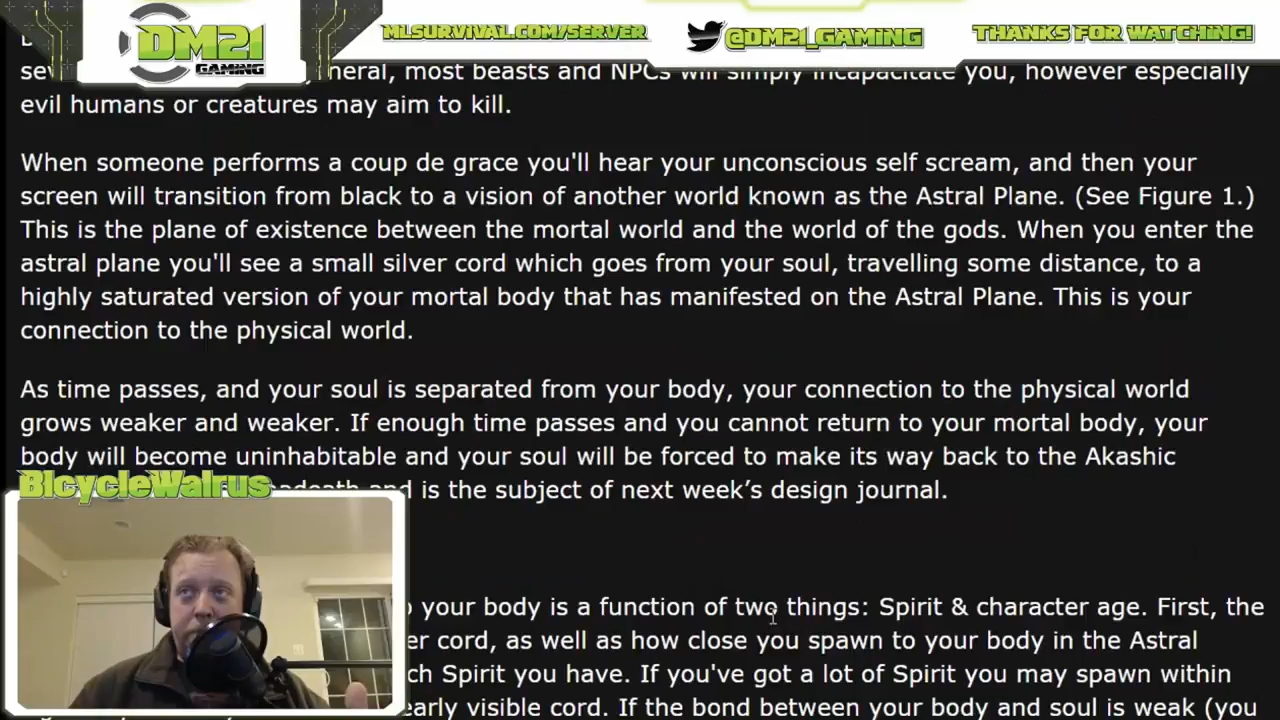 DM21
GAMING
MLSURVIVAL.COM/SERVER
@DM21_GAMING
THANKS FOR WATCHING!
neral, most beasts and NPCs will simply incapacitate you, however especially
evil humans or creatures may aim to kill.
When someone performs a coup de grace you'll hear your unconscious self scream, and then your
screen will transition from black to a vision of another world known as the Astral Plane. (See Figure 1.)
This is the plane of existence between the mortal world and the world of the gods. When you enter the
astral plane you'll see a small silver cord which goes from your soul, travelling some distance, to a
highly saturated version of your mortal body that has manifested on the Astral Plane. This is your
connection to the physical world.
As time passes, and your soul is separated from your body, your connection to the physical world
grows weaker and weaker. If enough time passes and you cannot return to your mortal body, your
body will become uninhabitable and your soul will be forced to make its way back to the Akashic
BIcycleWalrus
and is the subject of next week's design journal.
your body is a function of two things: Spirit & character age. First, the
er cord, as well as how close you spawn to your body in the Astral
ch Spirit you have. If you've got a lot of Spirit you may spawn within
early visible cord. If the bond between your body and soul is weak (you